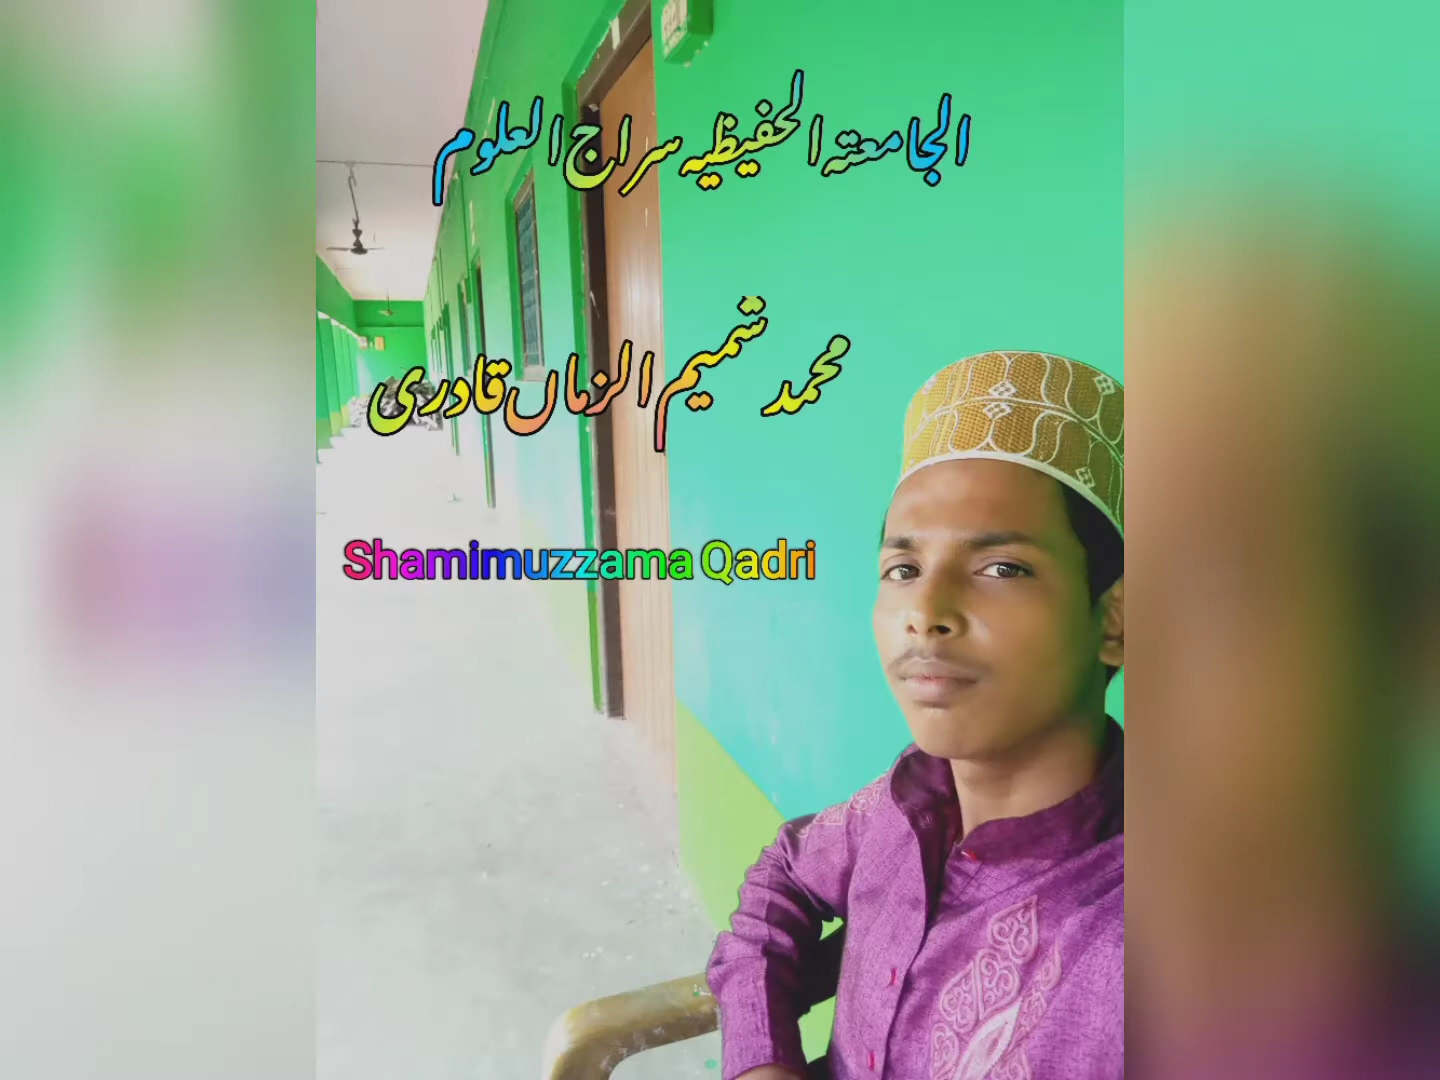 الجامعتہ الحفیظیہ سراج العلوم
محمد شمیم الزماں قادری
Shamimuzzama Qadri